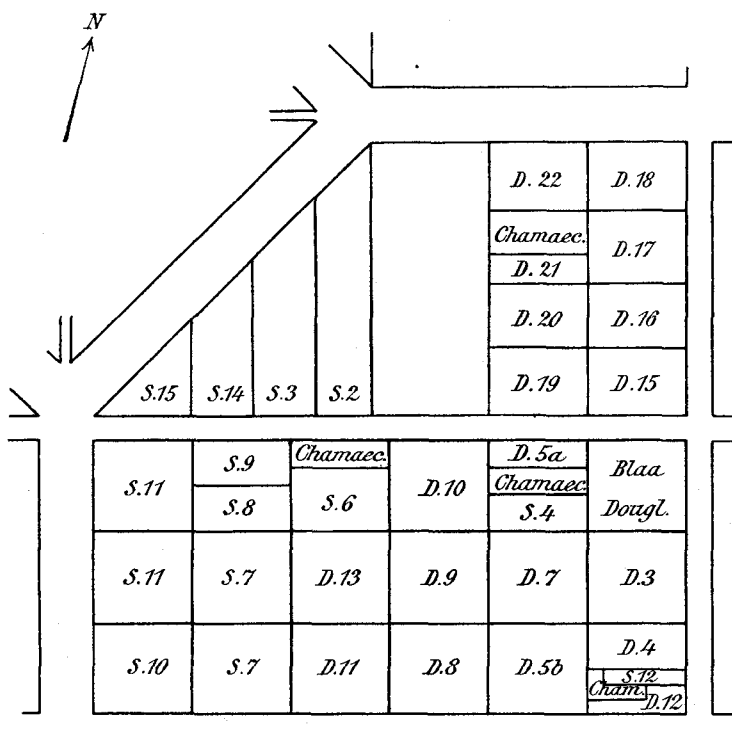 N
D. 22 D. 18
Chamaec. D. 17
D. 21
D. 20 D. 16
S. 15 S. 14 S. 3 S. 2 D. 19 D. 15
S. 11 S. 9 Chamaec. D. 10 D. 5a Blaa
Chamaec.
S. 8 S. 6 S. 4 Dougl.
S. 11 S. 7 D. 13 D. 9 D. 7 D. 3
S. 10 S. 7 D. 11 D. 8 D. 5b D. 4
S. 12
Cham. D. 12